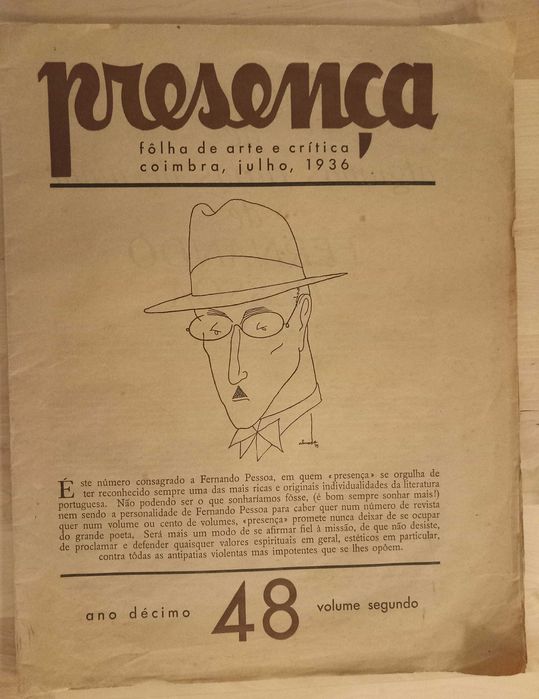 presença
fôlha de arte e crítica
coimbra, julho, 1936
almada
É ste número consagrado a Fernando Pessoa, em quem «presença» se orgulha de
ter reconhecido sempre uma das mais ricas e originais individualidades da literatura
portuguesa. Não podendo ser o que sonharíamos fôsse, (é bom sempre sonhar mais!)
nem sendo a personalidade de Fernando Pessoa para caber quer num número de revista
quer num volume ou cento de volumes, «presença» promete nunca deixar de se ocupar
do grande poeta. Será mais um modo de se afirmar fiel à missão, de que não desiste,
de proclamar e defender quaisquer valores espirituais em geral, estéticos em particular,
contra tôdas as antipatias violentas mas impotentes que se lhes opõem.
ano décimo 48 volume segundo